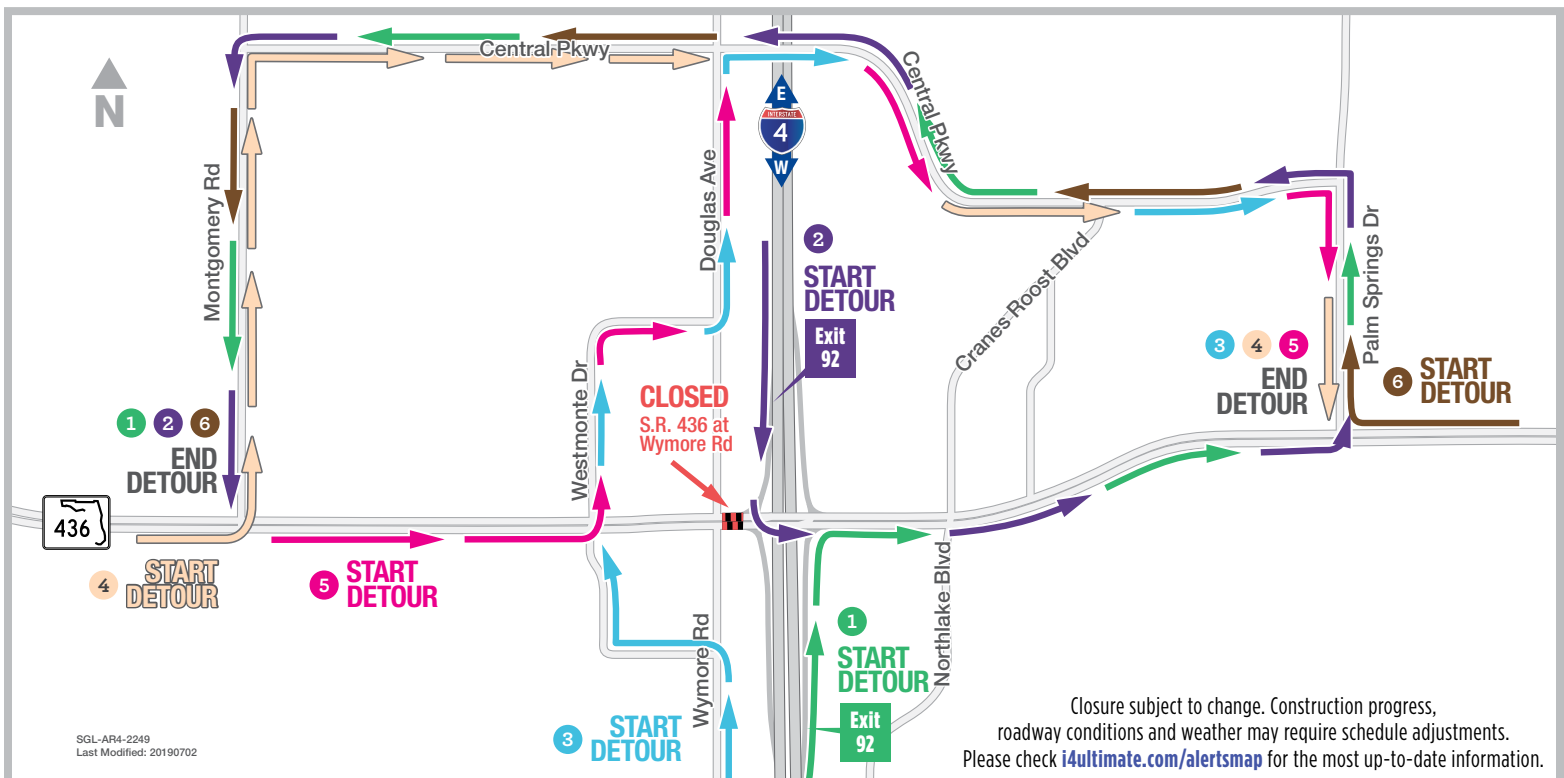 Central Pkwy
N
E
INTERSTATE
4
W
Central Pkwy
Montgomery Rd
Douglas Ave
2
START
DETOUR
Exit
92
Cranes Roost Blvd
Palm Springs Dr
3 4 5
END
DETOUR
6 START
DETOUR
Westmonte Dr
CLOSED
S.R. 436 at
Wymore Rd
1 2 6
END
DETOUR
436
4 START
DETOUR
5 START
DETOUR
Northlake Blvd
Wymore Rd
1
START
DETOUR
Exit
92
3 START
DETOUR
SGL-AR4-2249
Last Modified: 20190702
Closure subject to change. Construction progress,
roadway conditions and weather may require schedule adjustments.
Please check i4ultimate.com/alertsmap for the most up-to-date information.